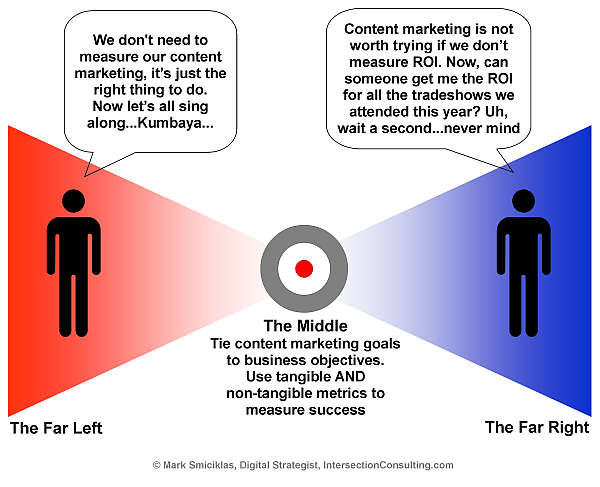 We don't need to
measure our content
marketing, it's just the
right thing to do.
Now let's all sing
along...Kumbaya...
Content marketing is not
worth trying if we don't
measure ROI. Now, can
someone get me the ROI
for all the tradeshows we
attended this year? Uh,
wait a second...never mind
The Middle
Tie content marketing goals
to business objectives.
Use tangible AND
non-tangible metrics to
measure success
The Far Left
The Far Right
© Mark Smiciklas, Digital Strategist, IntersectionConsulting.com